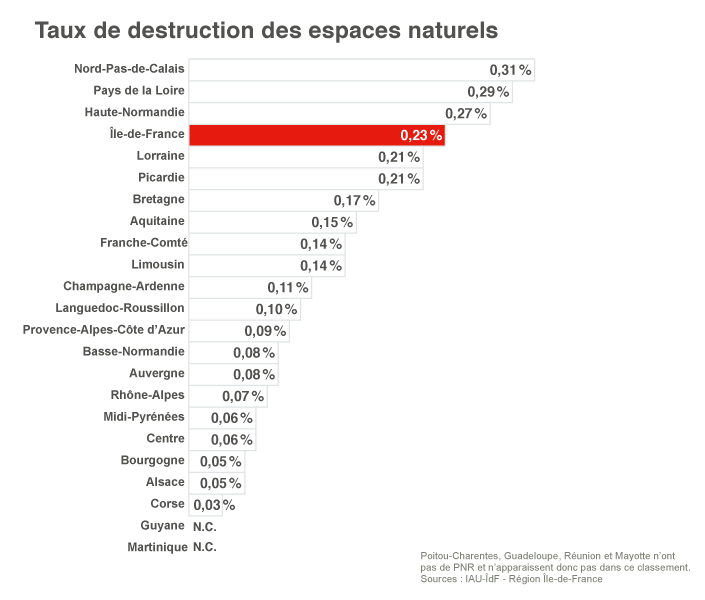 Taux de destruction des espaces naturels
Nord-Pas-de-Calais 0,31 %
Pays de la Loire 0,29 %
Haute-Normandie 0,27 %
Île-de-France 0,23 %
Lorraine 0,21 %
Picardie 0,21 %
Bretagne 0,17 %
Aquitaine 0,15 %
Franche-Comté 0,14 %
Limousin 0,14 %
Champagne-Ardenne 0,11 %
Languedoc-Roussillon 0,10 %
Provence-Alpes-Côte d’Azur 0,09 %
Basse-Normandie 0,08 %
Auvergne 0,08 %
Rhône-Alpes 0,07 %
Midi-Pyrénées 0,06 %
Centre 0,06 %
Bourgogne 0,05 %
Alsace 0,05 %
Corse 0,03 %
Guyane N.C.
Martinique N.C.
Poitou-Charentes, Guadeloupe, Réunion et Mayotte n’ont
pas de PNR et n’apparaissent donc pas dans ce classement.
Sources : IAU-ÎdF - Région Île-de-France